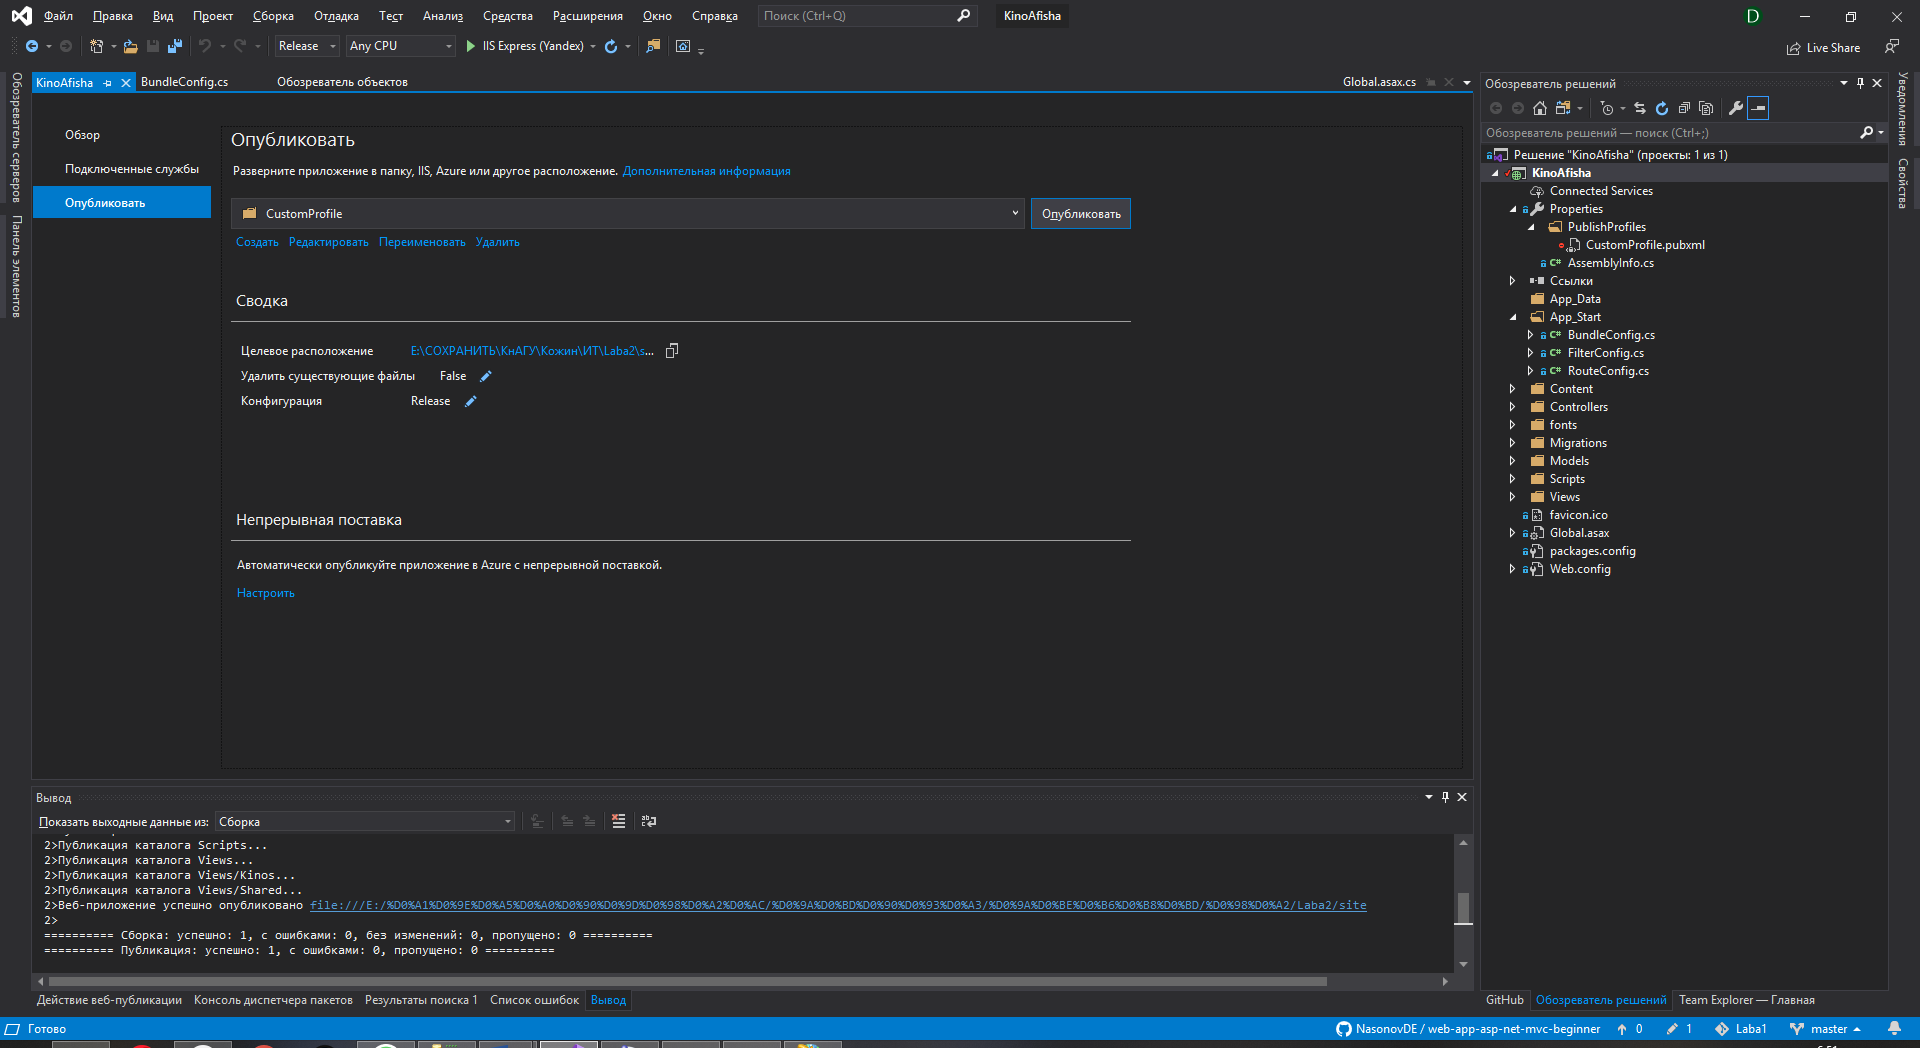 Файл Правка Вид Проект Сборка Отладка Тест Анализ Средства Расширения Окно Справка Поиск (Ctrl+Q) KinoAfisha D
Release Any CPU IIS Express (Yandex) Live Share
KinoAfisha BundleConfig.cs Обозреватель объектов Global.asax.cs
Обозреватель серверов
Панель элементов
Обзор
Подключенные службы
Опубликовать
Опубликовать
Разверните приложение в папку, IIS, Azure или другое расположение. Дополнительная информация
CustomProfile Опубликовать
Создать Редактировать Переименовать Удалить
Сводка
Целевое расположение E:\СОХРАНИТЬ\КнАГУ\Кожин\ИТ\Laba2\s...
Удалить существующие файлы False
Конфигурация Release
Непрерывная поставка
Автоматически опубликуйте приложение в Azure с непрерывной поставкой.
Настроить
Вывод
Показать выходные данные из: Сборка
2>Публикация каталога Scripts...
2>Публикация каталога Views...
2>Публикация каталога Views/Kinos...
2>Публикация каталога Views/Shared...
2>Веб-приложение успешно опубликовано file:///E:/%D0%A1%D0%9E%D0%A5%D0%A0%D0%90%D0%9D%D0%98%D0%A2%D0%AC/%D0%9A%D0%BD%D0%90%D0%93%D0%A3/%D0%9A%D0%BE%D0%B6%D0%B8%D0%BD/%D0%98%D0%A2/Laba2/site
2>
========== Сборка: успешно: 1, с ошибками: 0, без изменений: 0, пропущено: 0 ==========
========== Публикация: успешно: 1, с ошибками: 0, пропущено: 0 ==========
Действие веб-публикации Консоль диспетчера пакетов Результаты поиска 1 Список ошибок Вывод
Обозреватель решений
Обозреватель решений — поиск (Ctrl+;)
Решение "KinoAfisha" (проекты: 1 из 1)
KinoAfisha
Connected Services
Properties
PublishProfiles
CustomProfile.pubxml
AssemblyInfo.cs
Ссылки
App_Data
App_Start
BundleConfig.cs
FilterConfig.cs
RouteConfig.cs
Content
Controllers
fonts
Migrations
Models
Scripts
Views
favicon.ico
Global.asax
packages.config
Web.config
GitHub Обозреватель решений Team Explorer — Главная
Уведомления
Свойства
Готово NasonovDE / web-app-asp-net-mvc-beginner 0 1 Laba1 master